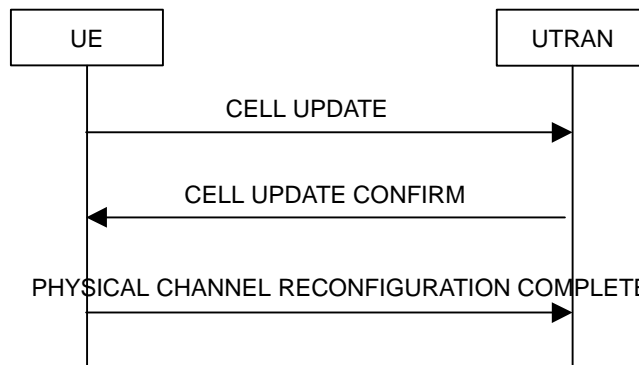 UE
UTRAN
CELL UPDATE
CELL UPDATE CONFIRM
PHYSICAL CHANNEL RECONFIGURATION COMPLETE